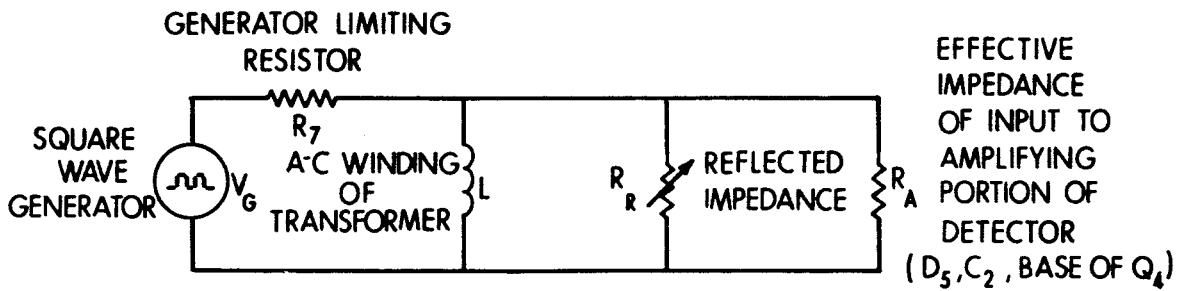 GENERATOR LIMITING
RESISTOR
R7
SQUARE
WAVE
GENERATOR
VG
A-C WINDING
OF
TRANSFORMER
L
RR
REFLECTED
IMPEDANCE
RA
EFFECTIVE
IMPEDANCE
OF INPUT TO
AMPLIFYING
PORTION OF
DETECTOR
(D5,C2, BASE OF Q4)